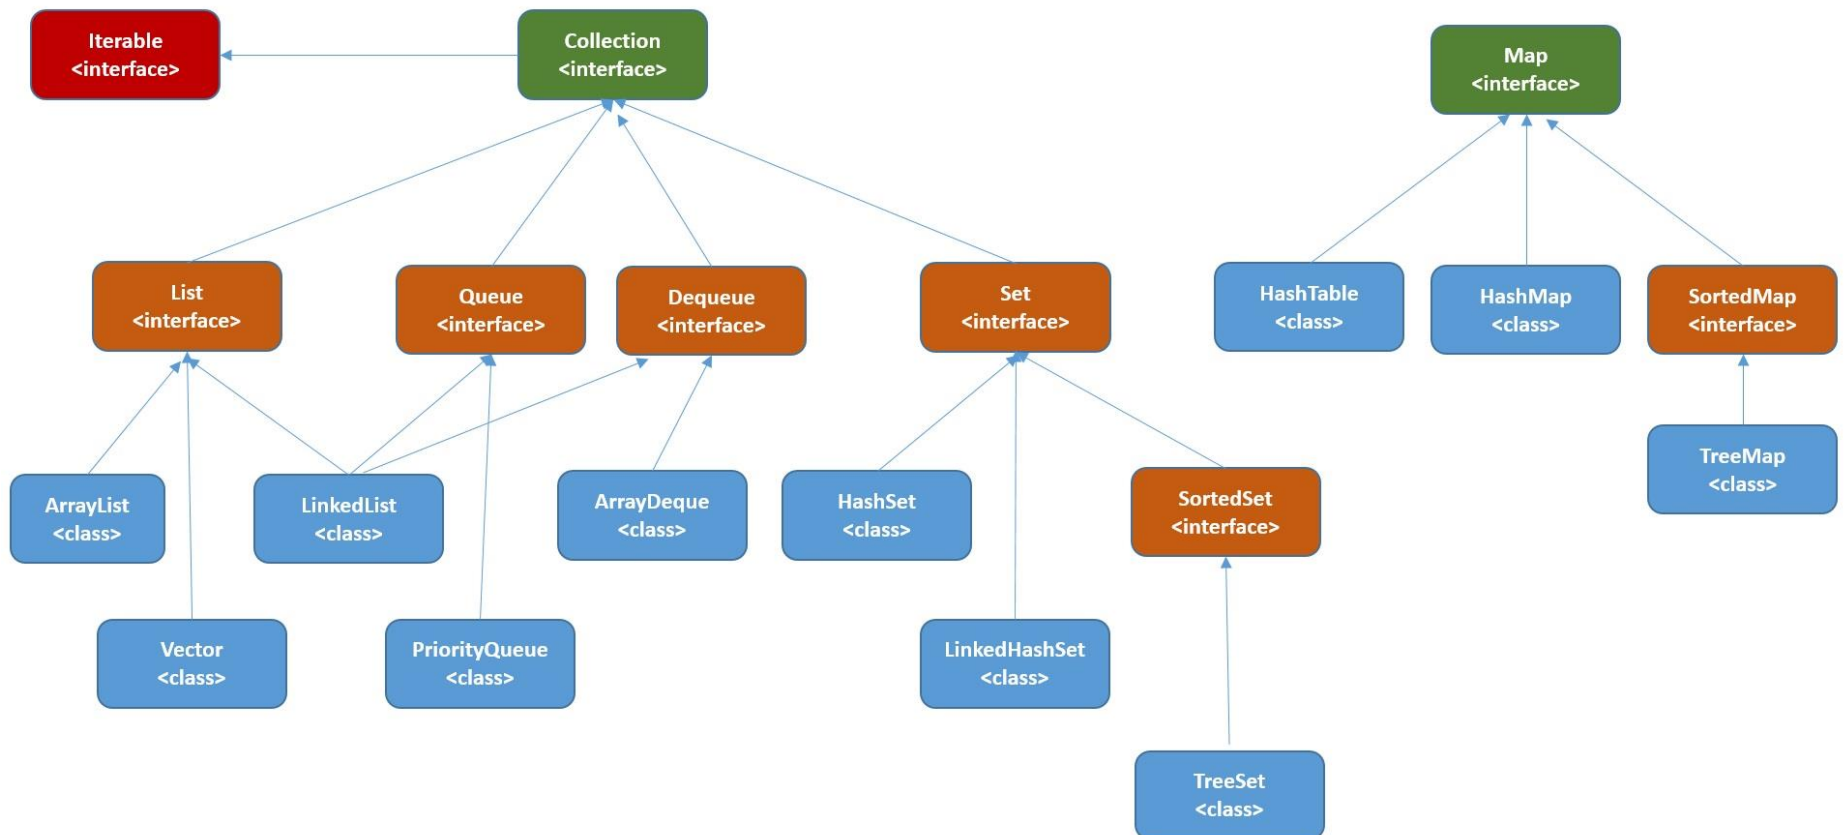 Iterable
<interface>
Collection
<interface>
Map
<interface>
List
<interface>
Queue
<interface>
Dequeue
<interface>
Set
<interface>
HashTable
<class>
HashMap
<class>
SortedMap
<interface>
ArrayList
<class>
LinkedList
<class>
ArrayDeque
<class>
HashSet
<class>
SortedSet
<interface>
TreeMap
<class>
Vector
<class>
PriorityQueue
<class>
LinkedHashSet
<class>
TreeSet
<class>